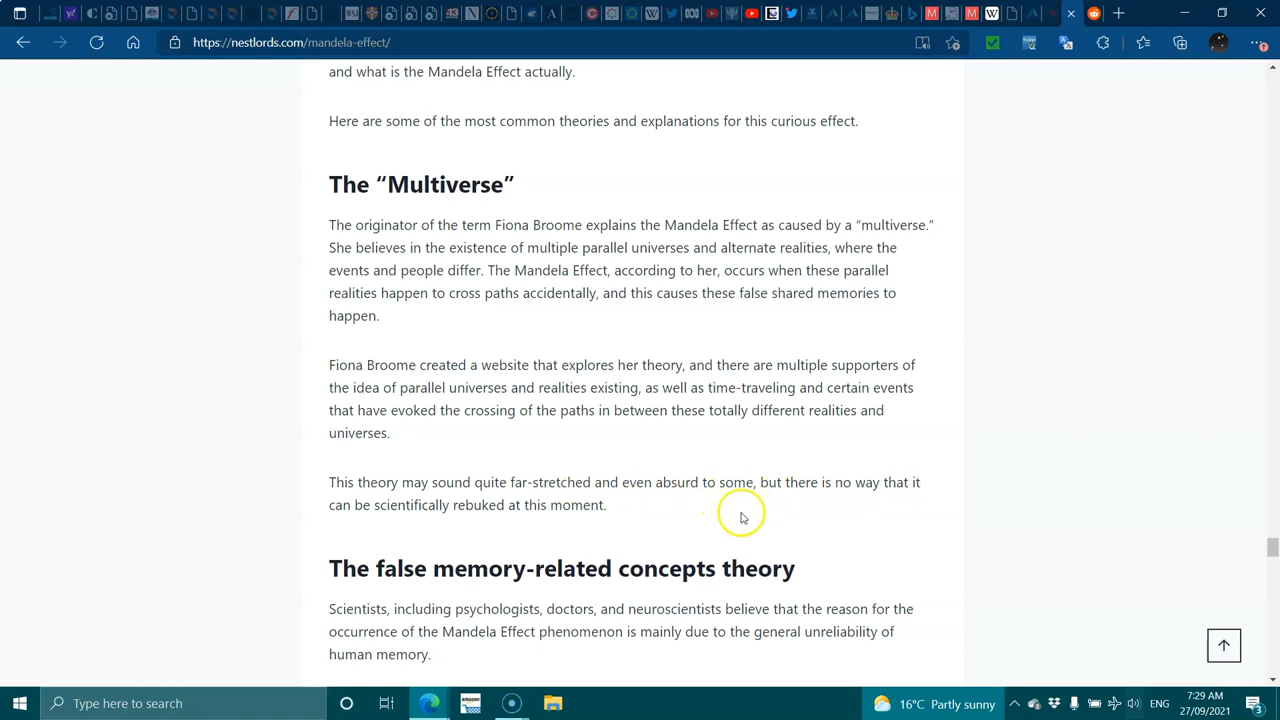 https://nestlords.com/mandela-effect/
and what is the Mandela Effect actually.
Here are some of the most common theories and explanations for this curious effect.
The “Multiverse”
The originator of the term Fiona Broome explains the Mandela Effect as caused by a “multiverse.”
She believes in the existence of multiple parallel universes and alternate realities, where the
events and people differ. The Mandela Effect, according to her, occurs when these parallel
realities happen to cross paths accidentally, and this causes these false shared memories to
happen.
Fiona Broome created a website that explores her theory, and there are multiple supporters of
the idea of parallel universes and realities existing, as well as time-traveling and certain events
that have evoked the crossing of the paths in between these totally different realities and
universes.
This theory may sound quite far-stretched and even absurd to some, but there is no way that it
can be scientifically rebuked at this moment.
The false memory-related concepts theory
Scientists, including psychologists, doctors, and neuroscientists believe that the reason for the
occurrence of the Mandela Effect phenomenon is mainly due to the general unreliability of
human memory.
Type here to search
16°C Partly sunny
ENG
7:29 AM
27/09/2021
3